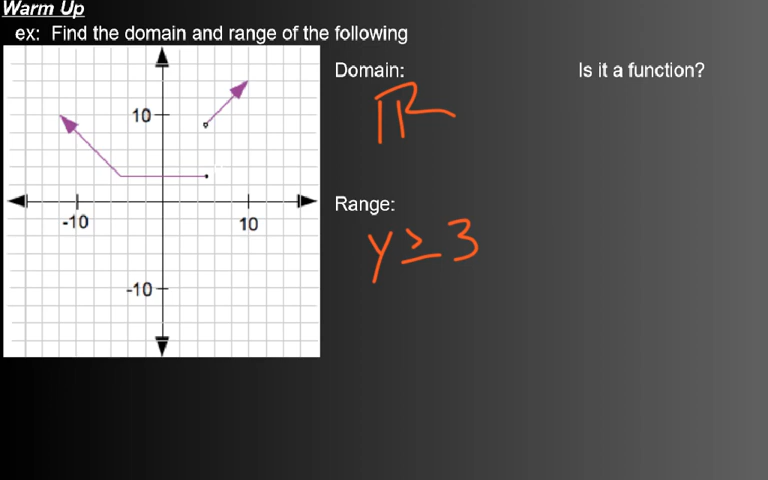 Warm Up
ex: Find the domain and range of the following
Domain:
Is it a function?
ℝ
10
Range:
-10
10
y ≥ 3
-10